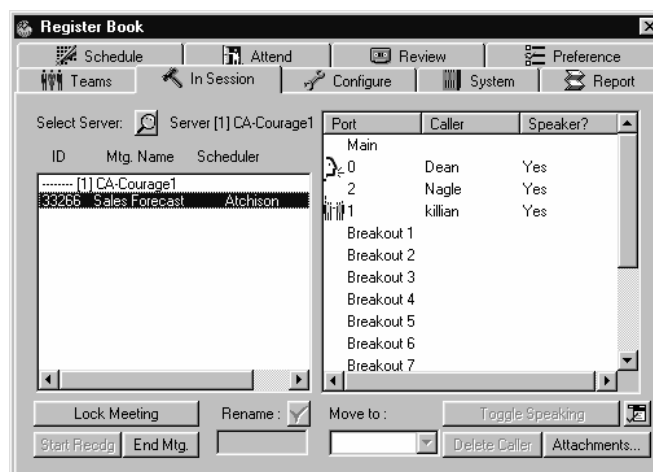 Register Book
Schedule Attend Review Preference
Teams In Session Configure System Report
Select Server: Server [1] CA-Courage1
ID Mtg. Name Scheduler
-------- [1] CA-Courage1
33266 Sales Forecast Atchison
Port Caller Speaker?
Main
0 Dean Yes
2 Nagle Yes
1 killian Yes
Breakout 1
Breakout 2
Breakout 3
Breakout 4
Breakout 5
Breakout 6
Breakout 7
Lock Meeting Rename : Move to : Toggle Speaking
Start Recdg End Mtg. Delete Caller Attachments...